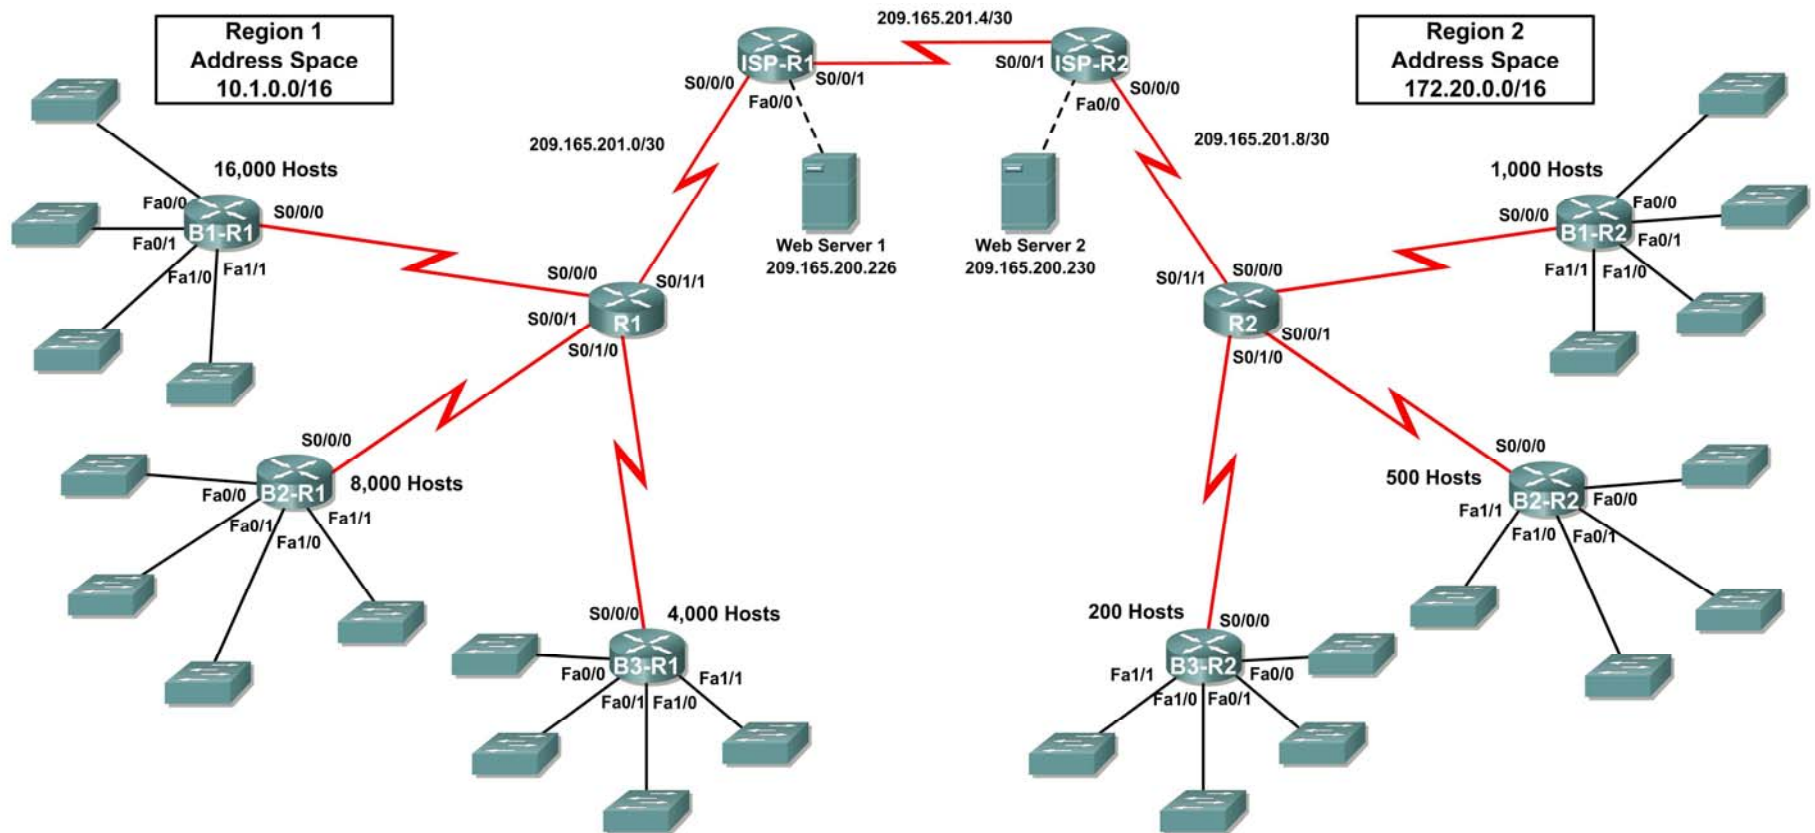 Region 1
Address Space
10.1.0.0/16
209.165.201.4/30
Region 2
Address Space
172.20.0.0/16
ISP-R1
S0/0/0
S0/0/1
Fa0/0
ISP-R2
S0/0/1
S0/0/0
Fa0/0
209.165.201.0/30
209.165.201.8/30
Web Server 1
209.165.200.226
Web Server 2
209.165.200.230
16,000 Hosts
Fa0/0
S0/0/0
B1-R1
Fa0/1
Fa1/0
Fa1/1
S0/0/0
S0/1/1
S0/0/1
R1
S0/1/0
S0/0/0
B2-R1
8,000 Hosts
Fa0/0
Fa0/1
Fa1/0
Fa1/1
S0/0/0
4,000 Hosts
B3-R1
Fa0/0
Fa0/1
Fa1/0
Fa1/1
1,000 Hosts
S0/0/0
Fa0/0
B1-R2
Fa0/1
Fa1/1
Fa1/0
S0/1/1
S0/0/0
R2
S0/0/1
S0/1/0
S0/0/0
500 Hosts
B2-R2
Fa0/0
Fa1/1
Fa1/0
Fa0/1
200 Hosts
S0/0/0
B3-R2
Fa0/0
Fa1/1
Fa1/0
Fa0/1